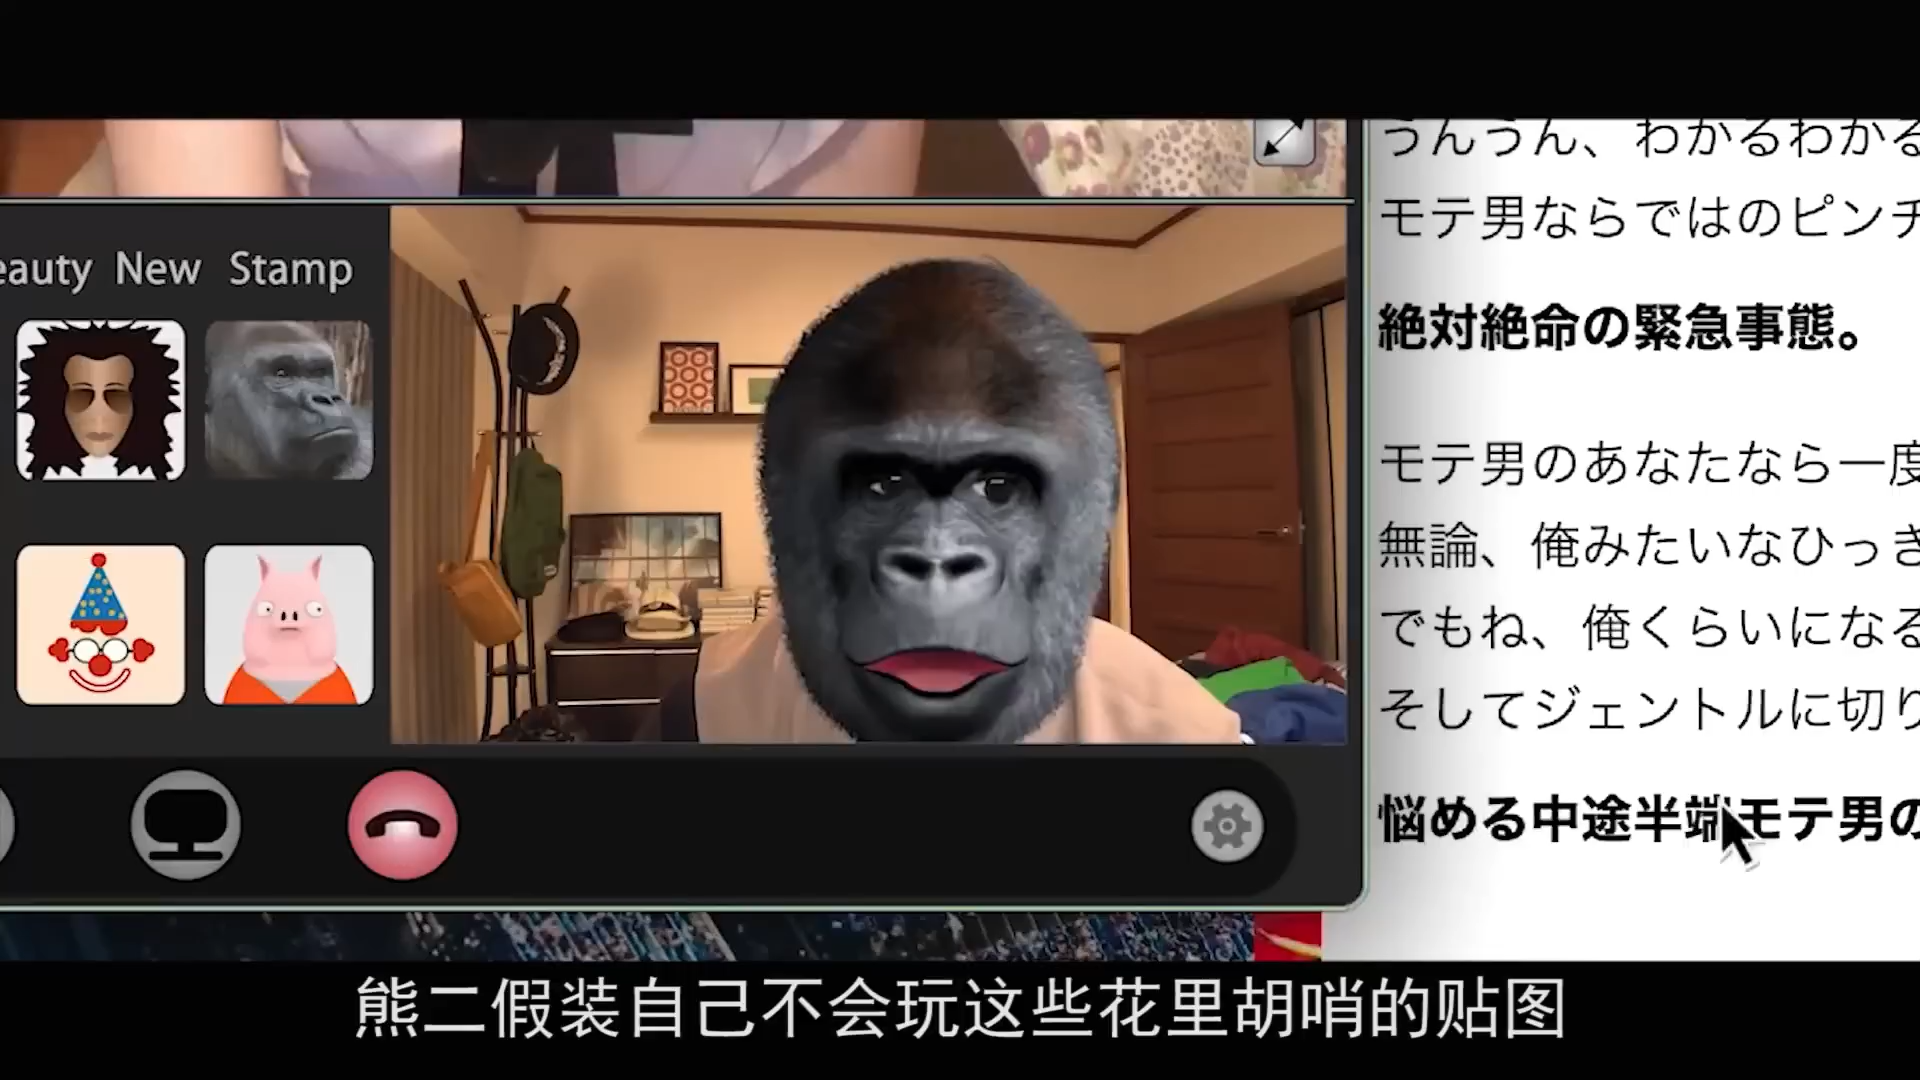 うんうん、わかるわかる
モテ男ならではのピンチ
絶対絶命の緊急事態。
モテ男のあなたなら一度
無論、俺みたいなひっき
でもね、俺くらいになる
そしてジェントルに切り
悩める中途半端モテ男の
eauty New Stamp
熊二假装自己不会玩这些花里胡哨的贴图